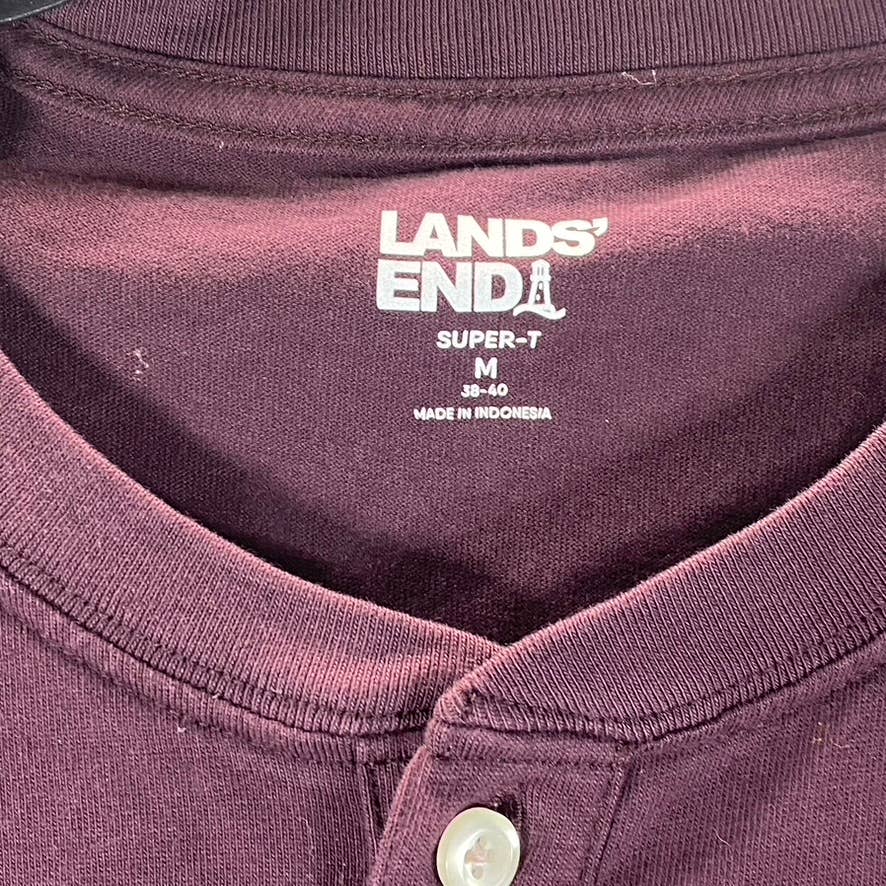 LANDS'
END
SUPER-T
M
38-40
MADE IN INDONESIA